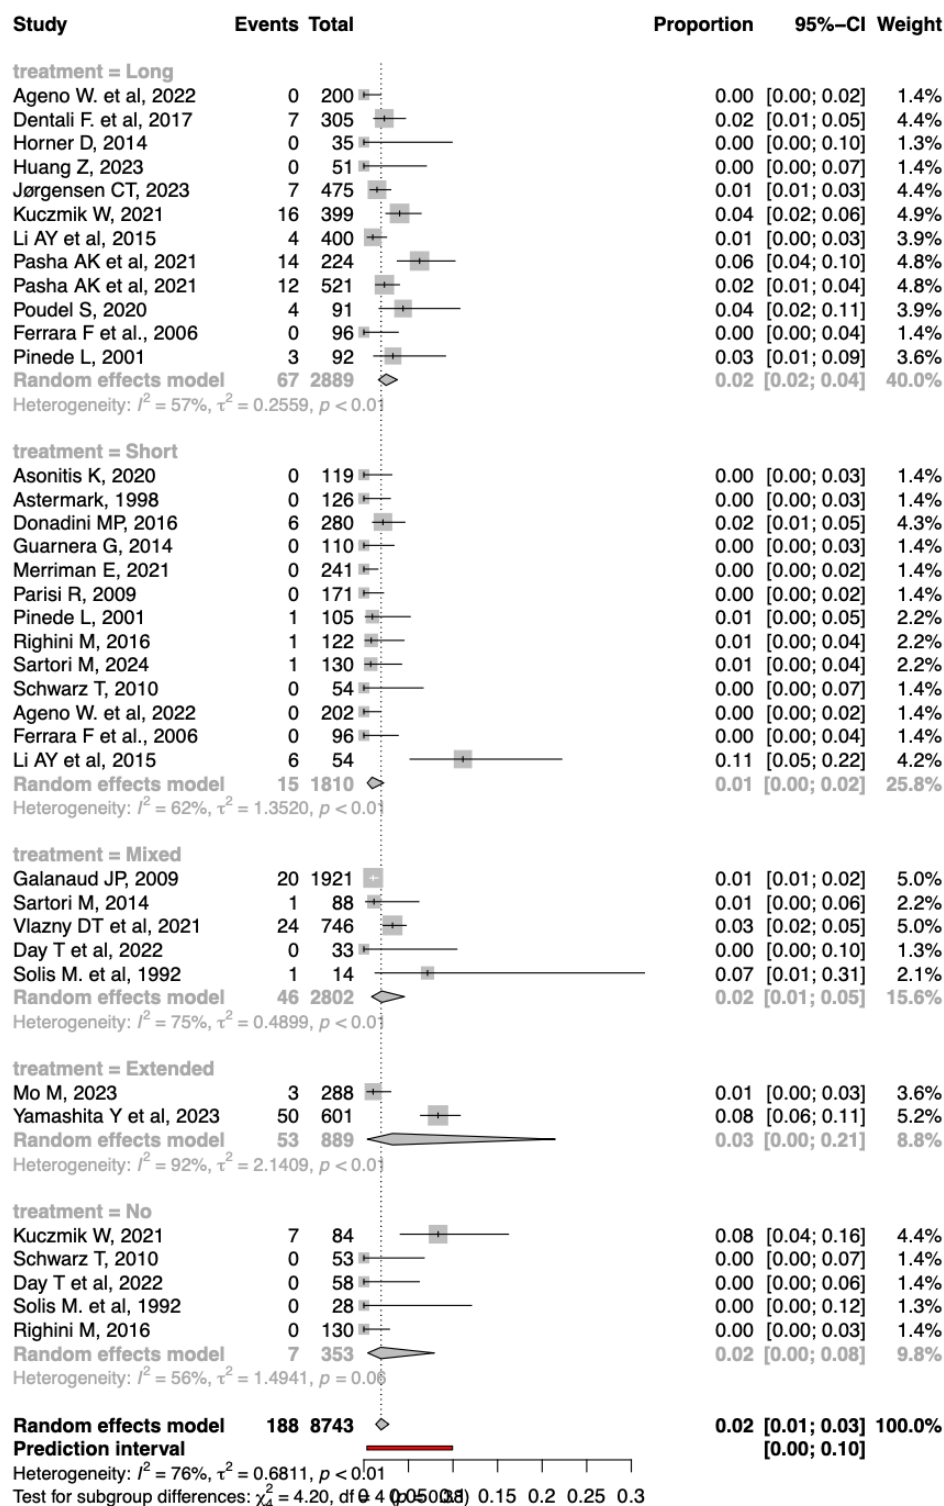 Study Events Total Proportion 95%−CI Weight
treatment = Long
Ageno W. et al, 2022 0 200 0.00 [0.00; 0.02] 1.4%
Dentali F. et al, 2017 7 305 0.02 [0.01; 0.05] 4.4%
Horner D, 2014 0 35 0.00 [0.00; 0.10] 1.3%
Huang Z, 2023 0 51 0.00 [0.00; 0.07] 1.4%
Jørgensen CT, 2023 7 475 0.01 [0.01; 0.03] 4.4%
Kuczmik W, 2021 16 399 0.04 [0.02; 0.06] 4.9%
Li AY et al, 2015 4 400 0.01 [0.00; 0.03] 3.9%
Pasha AK et al, 2021 14 224 0.06 [0.04; 0.10] 4.8%
Pasha AK et al, 2021 12 521 0.02 [0.01; 0.04] 4.8%
Poudel S, 2020 4 91 0.04 [0.02; 0.11] 3.9%
Ferrara F et al., 2006 0 96 0.00 [0.00; 0.04] 1.4%
Pinede L, 2001 3 92 0.03 [0.01; 0.09] 3.6%
Random effects model 67 2889 0.02 [0.02; 0.04] 40.0%
Heterogeneity: I² = 57%, τ² = 0.2559, p < 0.01
treatment = Short
Asonitis K, 2020 0 119 0.00 [0.00; 0.03] 1.4%
Astermark, 1998 0 126 0.00 [0.00; 0.03] 1.4%
Donadini MP, 2016 6 280 0.02 [0.01; 0.05] 4.3%
Guarnera G, 2014 0 110 0.00 [0.00; 0.03] 1.4%
Merriman E, 2021 0 241 0.00 [0.00; 0.02] 1.4%
Parisi R, 2009 0 171 0.00 [0.00; 0.02] 1.4%
Pinede L, 2001 1 105 0.01 [0.00; 0.05] 2.2%
Righini M, 2016 1 122 0.01 [0.00; 0.04] 2.2%
Sartori M, 2024 1 130 0.01 [0.00; 0.04] 2.2%
Schwarz T, 2010 0 54 0.00 [0.00; 0.07] 1.4%
Ageno W. et al, 2022 0 202 0.00 [0.00; 0.02] 1.4%
Ferrara F et al., 2006 0 96 0.00 [0.00; 0.04] 1.4%
Li AY et al, 2015 6 54 0.11 [0.05; 0.22] 4.2%
Random effects model 15 1810 0.01 [0.00; 0.02] 25.8%
Heterogeneity: I² = 62%, τ² = 1.3520, p < 0.01
treatment = Mixed
Galanaud JP, 2009 20 1921 0.01 [0.01; 0.02] 5.0%
Sartori M, 2014 1 88 0.01 [0.00; 0.06] 2.2%
Vlazny DT et al, 2021 24 746 0.03 [0.02; 0.05] 5.0%
Day T et al, 2022 0 33 0.00 [0.00; 0.10] 1.3%
Solis M. et al, 1992 1 14 0.07 [0.01; 0.31] 2.1%
Random effects model 46 2802 0.02 [0.01; 0.05] 15.6%
Heterogeneity: I² = 75%, τ² = 0.4899, p < 0.01
treatment = Extended
Mo M, 2023 3 288 0.01 [0.00; 0.03] 3.6%
Yamashita Y et al, 2023 50 601 0.08 [0.06; 0.11] 5.2%
Random effects model 53 889 0.03 [0.00; 0.21] 8.8%
Heterogeneity: I² = 92%, τ² = 2.1409, p < 0.01
treatment = No
Kuczmik W, 2021 7 84 0.08 [0.04; 0.16] 4.4%
Schwarz T, 2010 0 53 0.00 [0.00; 0.07] 1.4%
Day T et al, 2022 0 58 0.00 [0.00; 0.06] 1.4%
Solis M. et al, 1992 0 28 0.00 [0.00; 0.12] 1.3%
Righini M, 2016 0 130 0.00 [0.00; 0.03] 1.4%
Random effects model 7 353 0.02 [0.00; 0.08] 9.8%
Heterogeneity: I² = 56%, τ² = 1.4941, p = 0.06
Random effects model 188 8743 0.02 [0.01; 0.03] 100.0%
Prediction interval [0.00; 0.10]
Heterogeneity: I² = 76%, τ² = 0.6811, p < 0.01
Test for subgroup differences: χ²₄ = 4.20, df = 4 0 0.05 0.15 0.2 0.25 0.3